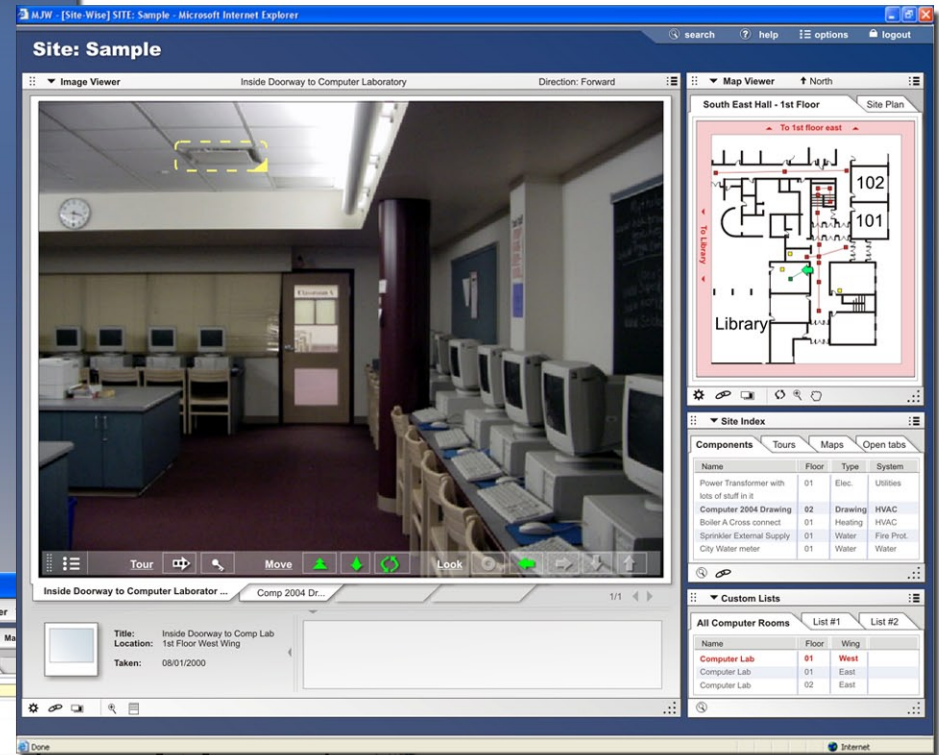 MJW - [Site-Wise] SITE: Sample - Microsoft Internet Explorer
search help options logout
Site: Sample
Image Viewer Inside Doorway to Computer Laboratory Direction: Forward
Classroom A
Tour Move Look
Inside Doorway to Computer Laborator ... Comp 2004 Dr... 1/1
Title: Inside Doorway to Comp Lab
Location: 1st Floor West Wing
Taken: 08/01/2000
Map Viewer North
South East Hall - 1st Floor Site Plan
To 1st floor east
102
101
To Library
Library
Site Index
Components Tours Maps Open tabs
Name Floor Type System
Power Transformer with 01 Elec. Utilities
lots of stuff in it
Computer 2004 Drawing 02 Drawing HVAC
Boiler A Cross connect 01 Heating HVAC
Sprinkler External Supply 01 Water Fire Prot.
City Water meter 01 Water Water
Custom Lists
All Computer Rooms List #1 List #2
Name Floor Wing
Computer Lab 01 West
Computer Lab 01 East
Computer Lab 02 East
Done Internet